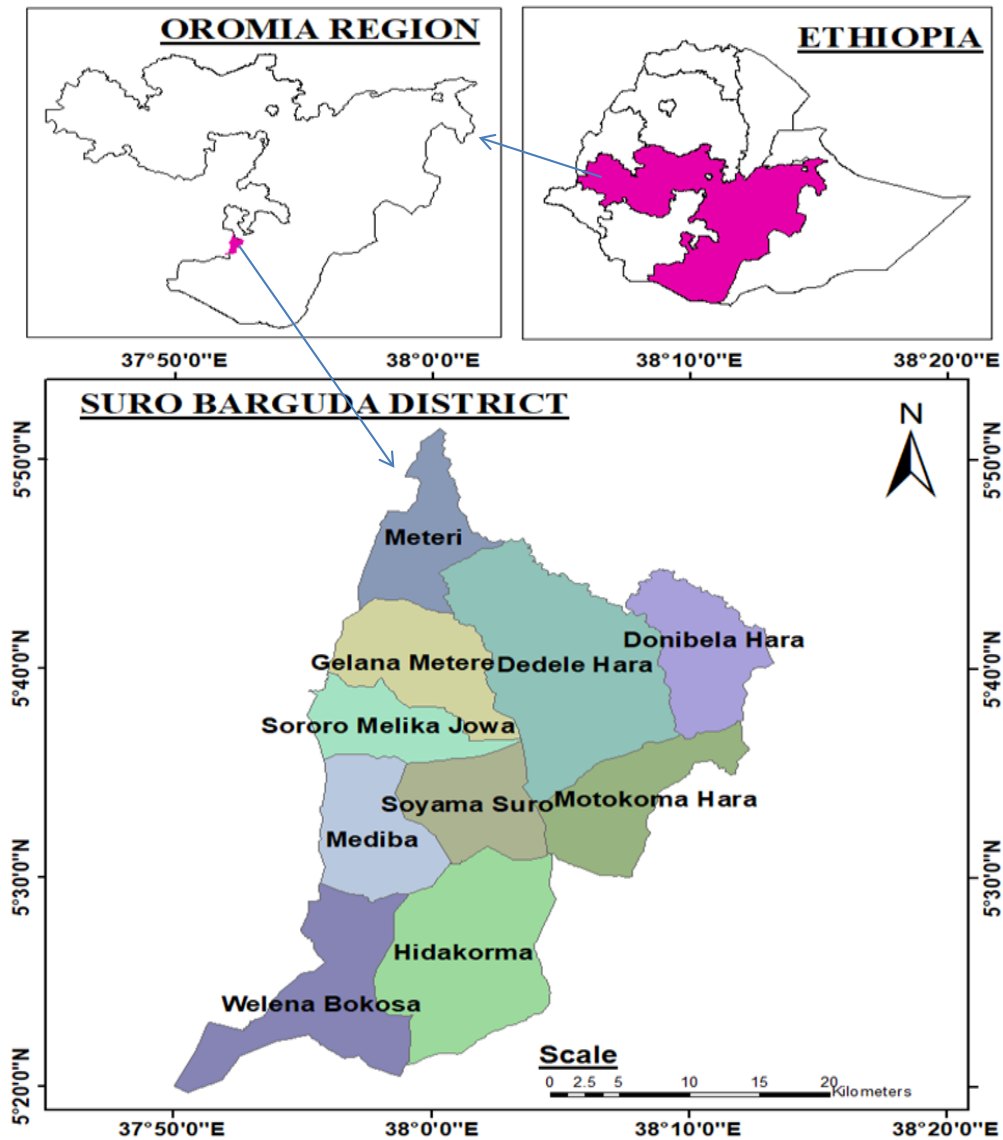 OROMIA REGION
ETHIOPIA
37°50'0"E 38°0'0"E 38°10'0"E 38°20'0"E
SURO BARGUDA DISTRICT
N
5°50'0"N 5°50'0"N
Meteri
Donibela Hara
Gelana Metere Dedele Hara
5°40'0"N 5°40'0"N
Sororo Melika Jowa
Soyama Suro Motokoma Hara
Mediba
5°30'0"N 5°30'0"N
Hidakorma
Welena Bokosa
Scale
0 2.5 5 10 15 20
Kilometers
5°20'0"N 5°20'0"N
37°50'0"E 38°0'0"E 38°10'0"E 38°20'0"E